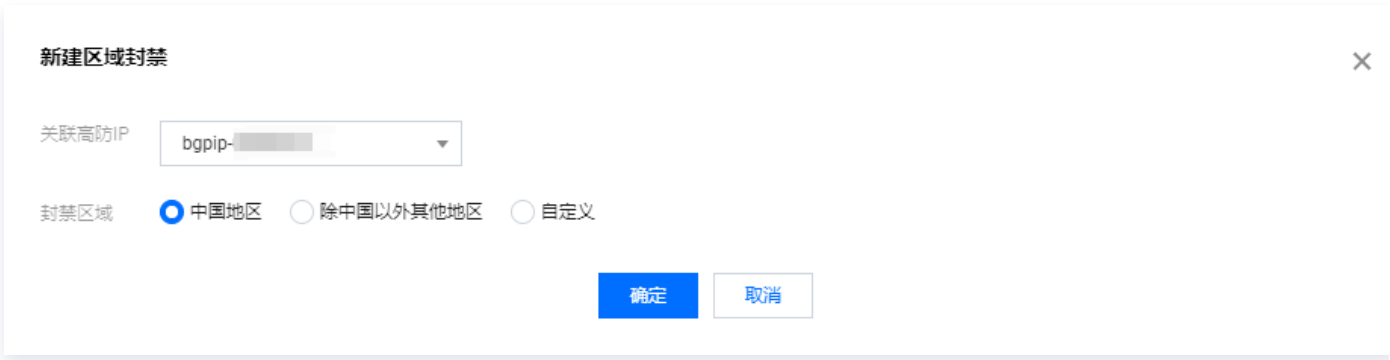 新建区域封禁
关联高防IP
bgpip-
封禁区域 中国地区 除中国以外其他地区 自定义
确定 取消